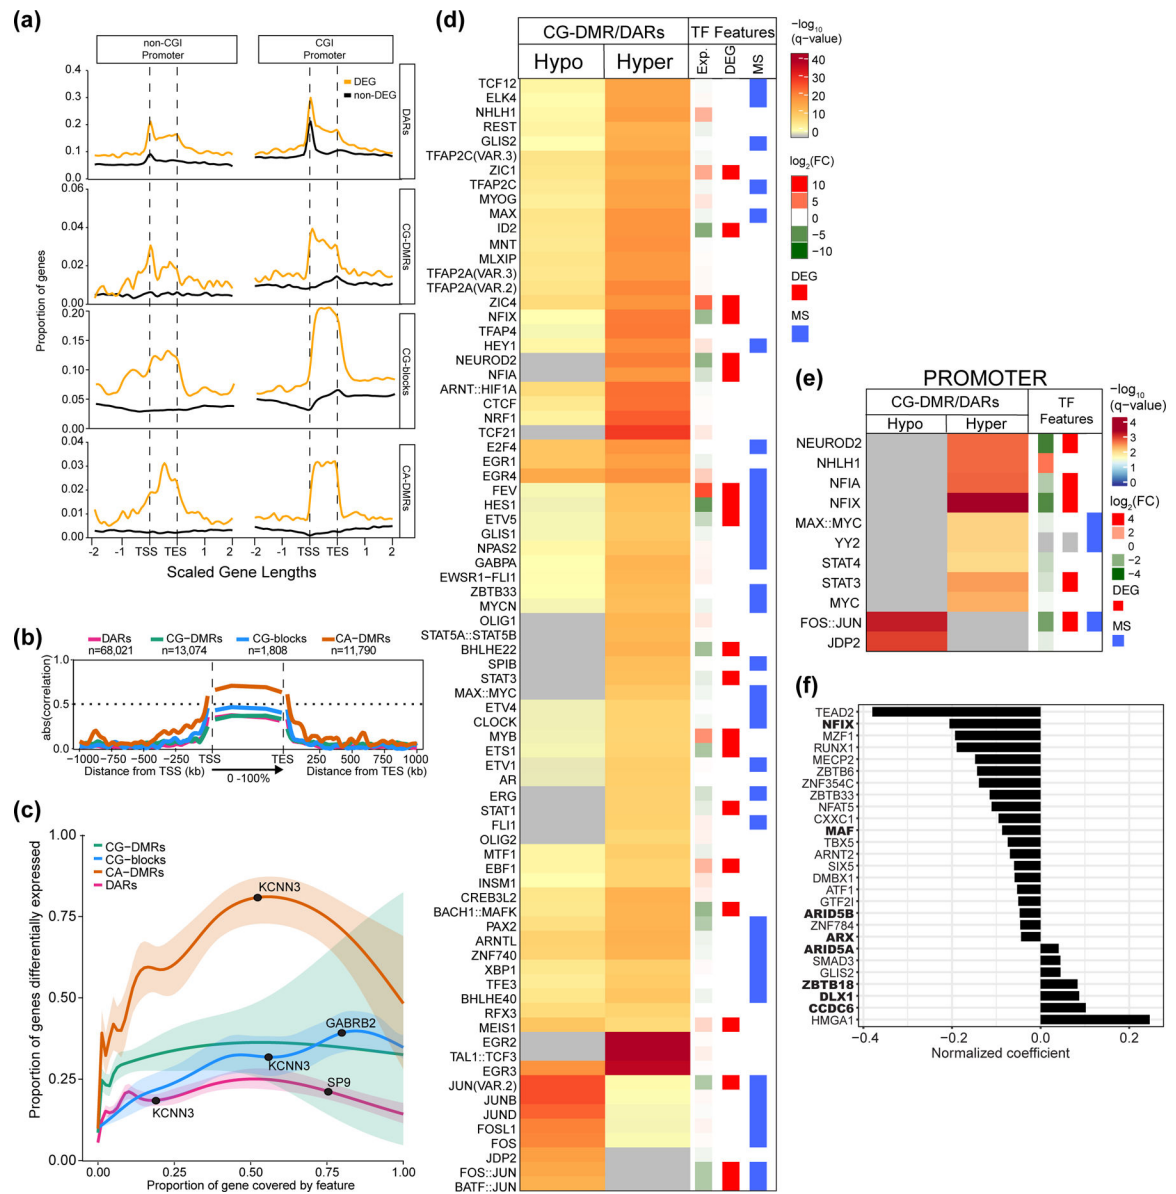 (a)
non-CGI
Promoter
CGI
Promoter
DEG
non-DEG
0.4
0.3
0.2
0.1
0.00
DARs
0.06
0.04
0.02
0.00
CG-DMRs
0.20
0.15
0.10
0.05
0.00
CG-blocks
0.04
0.03
0.02
0.01
0.00
CA-DMRs
Proportion of genes
-2 -1 TSS TES 1 2
-2 -1 TSS TES 1 2
Scaled Gene Lengths
(b)
DARs CG-DMRs CG-blocks CA-DMRs
n=68,021 n=13,074 n=1,808 n=11,790
abs(correlation)
1.0
0.5
0.0
−1000−750 −500 −250 TSS TES 250 500 750 1000
Distance from TSS (kb) 0 -100% Distance from TES (kb)
(c)
CG−DMRs
CG−blocks
CA−DMRs
DARs
KCNN3
GABRB2
KCNN3
SP9
KCNN3
Proportion of genes differentially expressed
1.00
0.75
0.50
0.25
0.00
0.00 0.25 0.50 0.75 1.00
Proportion of gene covered by feature
(d)
CG-DMR/DARs TF Features
Hypo Hyper Exp. DEG MS
TCF12
ELK4
NHLH1
REST
GLIS2
TFAP2C(VAR.3)
ZIC1
TFAP2C
MYOG
MAX
ID2
MNT
MLXIP
TFAP2A(VAR.3)
TFAP2A(VAR.2)
ZIC4
NFIX
TFAP4
HEY1
NEUROD2
NFIA
ARNT::HIF1A
CTCF
NRF1
TCF21
E2F4
EGR1
EGR4
FEV
HES1
ETV5
GLIS1
NPAS2
GABPA
EWSR1−FLI1
ZBTB33
MYCN
OLIG1
STAT5A::STAT5B
BHLHE22
SPIB
STAT3
MAX::MYC
ETV4
CLOCK
MYB
ETS1
ETV1
AR
ERG
STAT1
FLI1
OLIG2
MTF1
EBF1
INSM1
CREB3L2
BACH1::MAFK
PAX2
ARNTL
ZNF740
XBP1
TFE3
BHLHE40
RFX3
MEIS1
EGR2
TAL1::TCF3
EGR3
JUN(VAR.2)
JUNB
JUND
FOSL1
FOS
JDP2
FOS::JUN
BATF::JUN
−log10
(q−value)
40
30
20
10
0
log2(FC)
10
5
0
−5
−10
DEG
MS
(e)
PROMOTER
CG-DMR/DARs TF
Features
Hypo Hyper
NEUROD2
NHLH1
NFIA
NFIX
MAX::MYC
YY2
STAT4
STAT3
MYC
FOS::JUN
JDP2
−log10
(q−value)
4
3
2
1
0
log2(FC)
4
2
0
−2
−4
DEG
MS
(f)
TEAD2
NFIX
MZF1
RUNX1
MECP2
ZBTB6
ZNF354C
ZBTB33
NFAT5
CXXC1
MAF
TBX5
ARNT2
SIX5
DMBX1
ATF1
GTF2I
ARID5B
ZNF784
ARX
ARID5A
SMAD3
GLIS2
ZBTB18
DLX1
CCDC6
HMGA1
−0.4 −0.2 0.0 0.2
Normalized coefficient